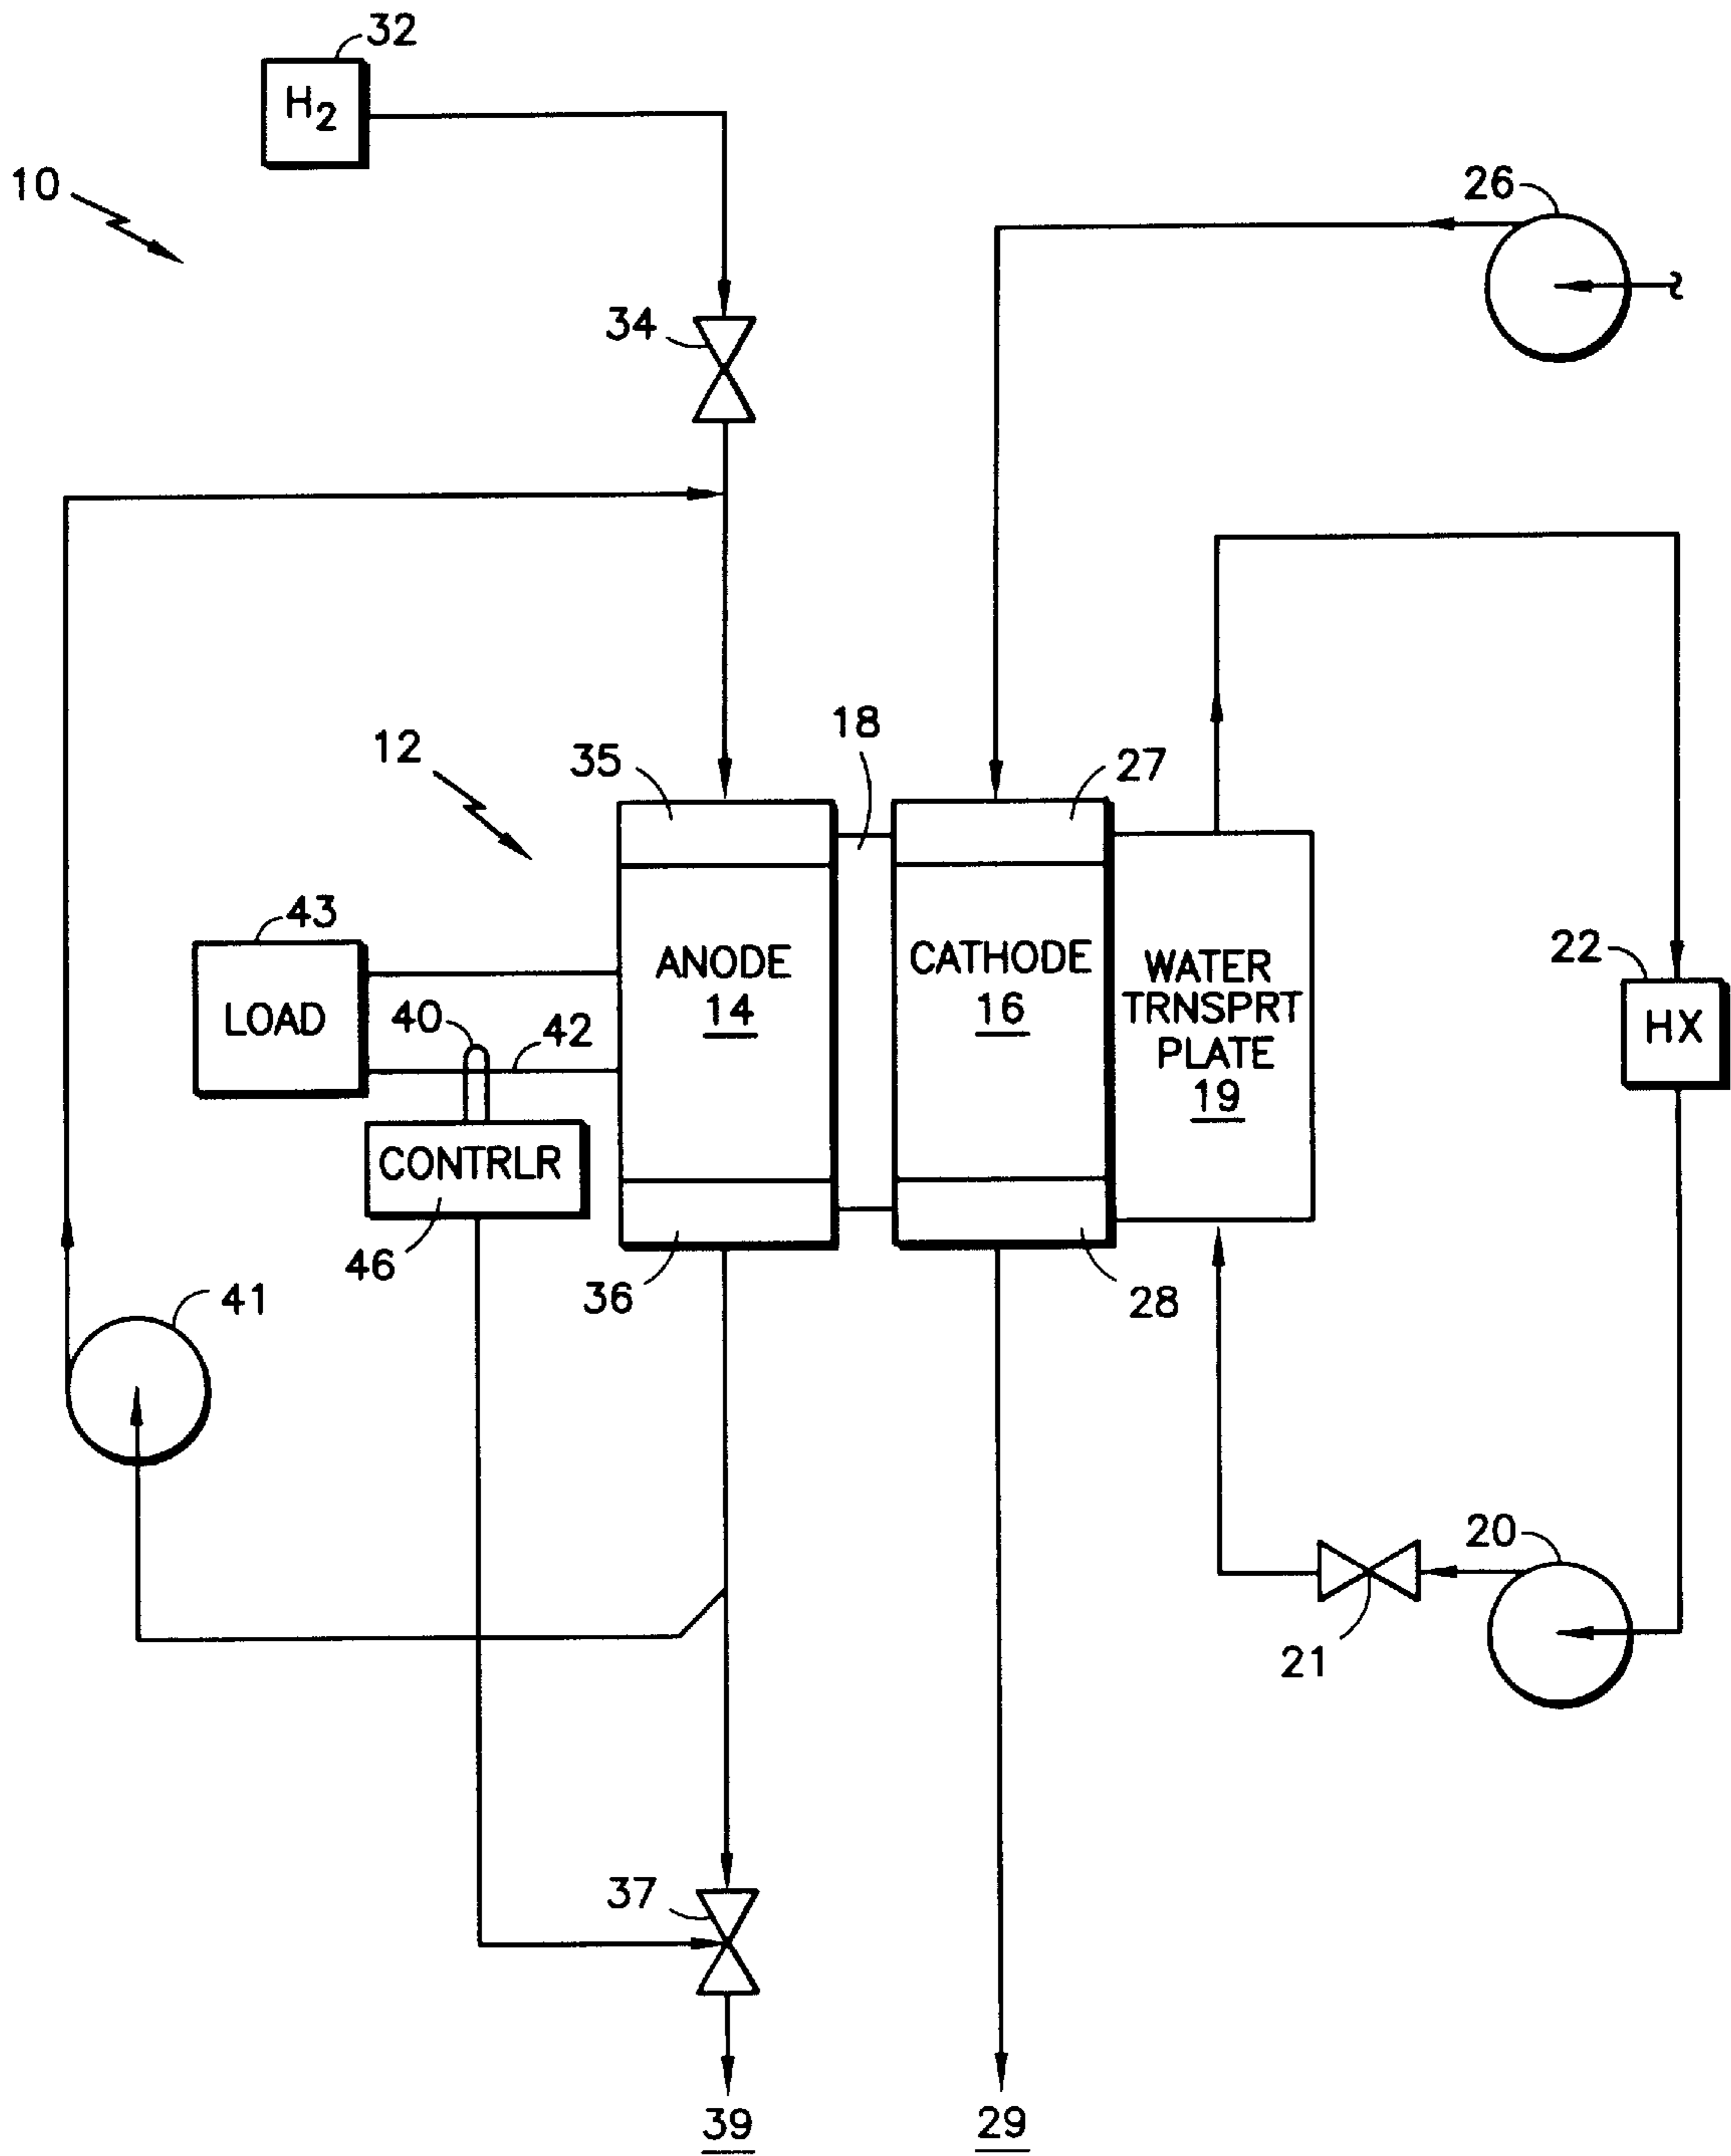 32
H2
10
26
34
18
12
35
27
43
ANODE
14
CATHODE
16
WATER
TRNSPRT
PLATE
19
22
HX
LOAD
40
42
CONTRLR
46
36
28
41
20
21
37
39
29